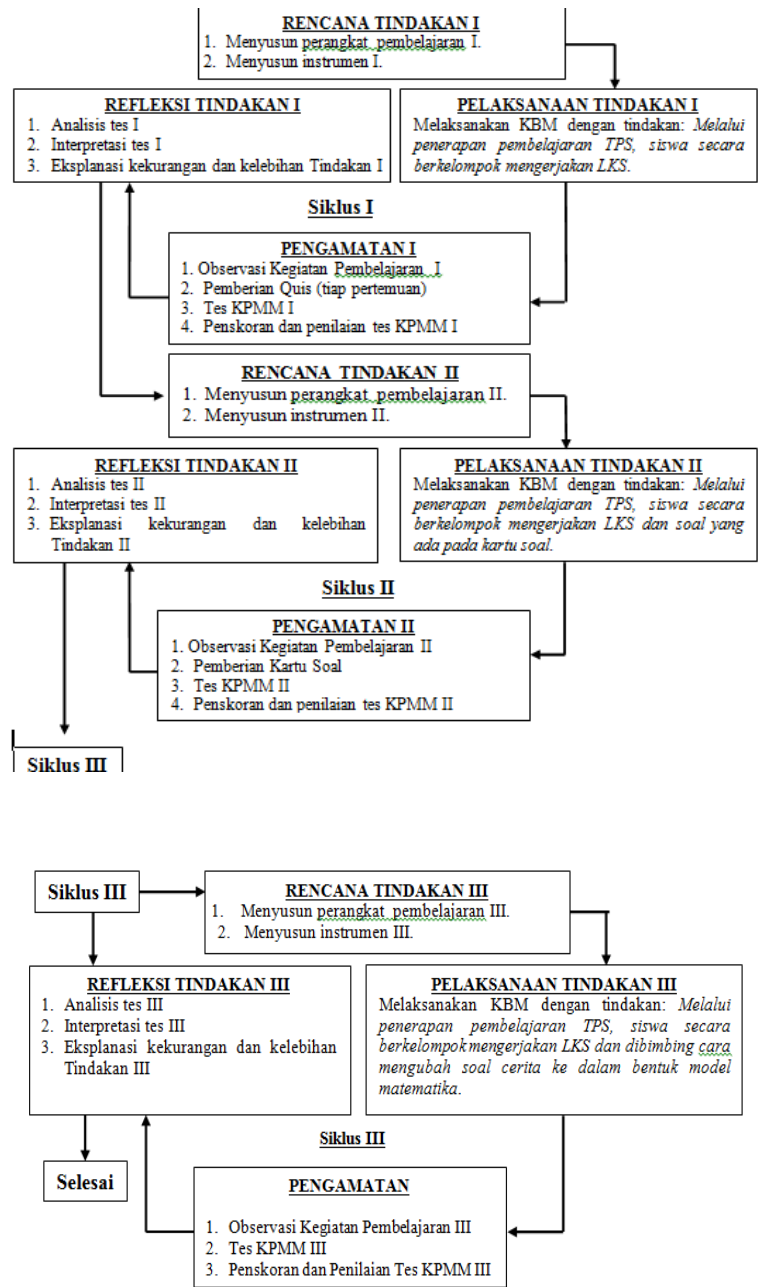 RENCANA TINDAKAN I
1. Menyusun perangkat pembelajaran I.
2. Menyusun instrumen I.
REFLEKSI TINDAKAN I
1. Analisis tes I
2. Interpretasi tes I
3. Eksplanasi kekurangan dan kelebihan Tindakan I
PELAKSANAAN TINDAKAN I
Melaksanakan KBM dengan tindakan: Melalui
penerapan pembelajaran TPS, siswa secara
berkelompok mengerjakan LKS.
Siklus I
PENGAMATAN I
1. Observasi Kegiatan Pembelajaran I
2. Pemberian Quis (tiap pertemuan)
3. Tes KPMM I
4. Penskoran dan penilaian tes KPMM I
RENCANA TINDAKAN II
1. Menyusun perangkat pembelajaran II.
2. Menyusun instrumen II.
REFLEKSI TINDAKAN II
1. Analisis tes II
2. Interpretasi tes II
3. Eksplanasi kekurangan dan kelebihan
Tindakan II
PELAKSANAAN TINDAKAN II
Melaksanakan KBM dengan tindakan: Melalui
penerapan pembelajaran TPS, siswa secara
berkelompok mengerjakan LKS dan soal yang
ada pada kartu soal.
Siklus II
PENGAMATAN II
1. Observasi Kegiatan Pembelajaran II
2. Pemberian Kartu Soal
3. Tes KPMM II
4. Penskoran dan penilaian tes KPMM II
Siklus III
Siklus III
RENCANA TINDAKAN III
1. Menyusun perangkat pembelajaran III.
2. Menyusun instrumen III.
REFLEKSI TINDAKAN III
1. Analisis tes III
2. Interpretasi tes III
3. Eksplanasi kekurangan dan kelebihan
Tindakan III
PELAKSANAAN TINDAKAN III
Melaksanakan KBM dengan tindakan: Melalui
penerapan pembelajaran TPS, siswa secara
berkelompok mengerjakan LKS dan dibimbing cara
mengubah soal cerita ke dalam bentuk model
matematika.
Siklus III
Selesai
PENGAMATAN
1. Observasi Kegiatan Pembelajaran III
2. Tes KPMM III
3. Penskoran dan Penilaian Tes KPMM III